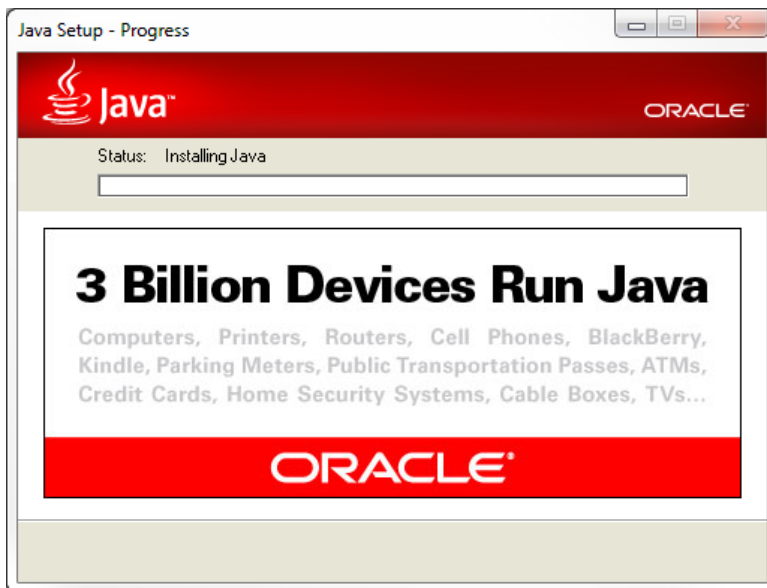 Java Setup - Progress
Java™
ORACLE®
Status: Installing Java
3 Billion Devices Run Java
Computers, Printers, Routers, Cell Phones, BlackBerry,
Kindle, Parking Meters, Public Transportation Passes, ATMs,
Credit Cards, Home Security Systems, Cable Boxes, TVs...
ORACLE®